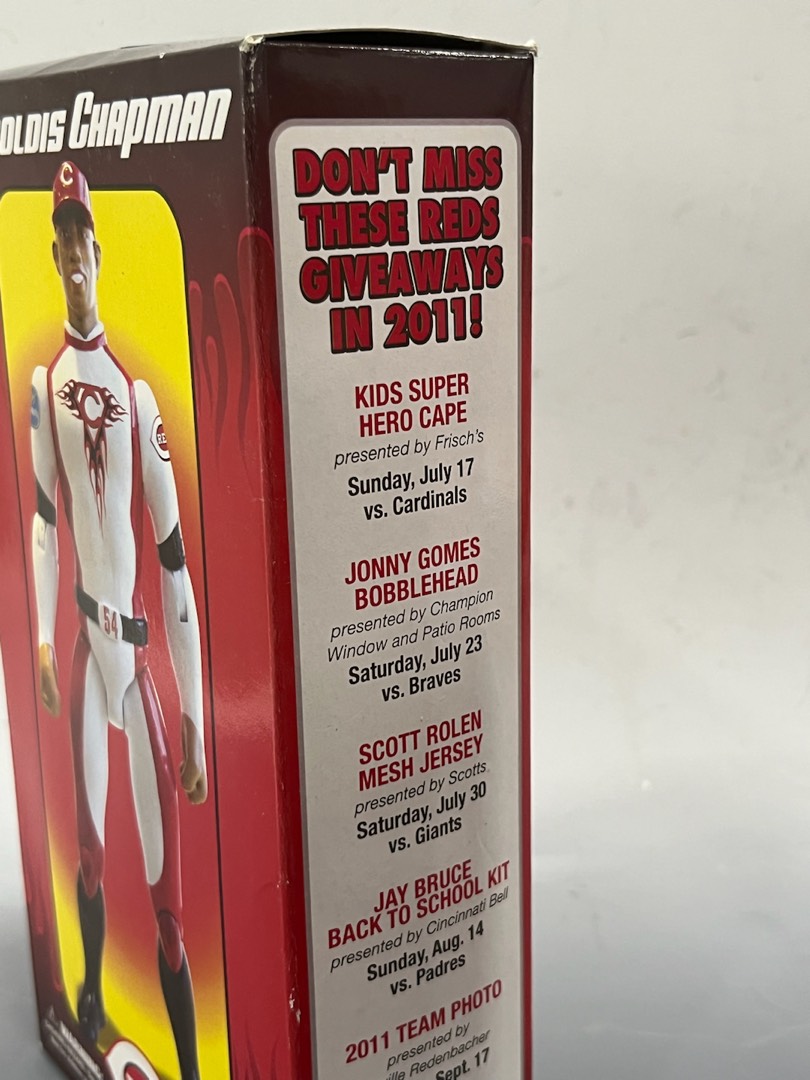 CHAPMAN
C
C
54
DON'T MISS
THESE REDS
GIVEAWAYS
IN 2011!
KIDS SUPER
HERO CAPE
presented by Frisch's
Sunday, July 17
vs. Cardinals
JONNY GOMES
BOBBLEHEAD
presented by Champion
Window and Patio Rooms
Saturday, July 23
vs. Braves
SCOTT ROLEN
MESH JERSEY
presented by Scotts
Saturday, July 30
vs. Giants
JAY BRUCE
BACK TO SCHOOL KIT
presented by Cincinnati Bell
Sunday, Aug. 14
vs. Padres
2011 TEAM PHOTO
presented by
Redenbacher
Sept. 17